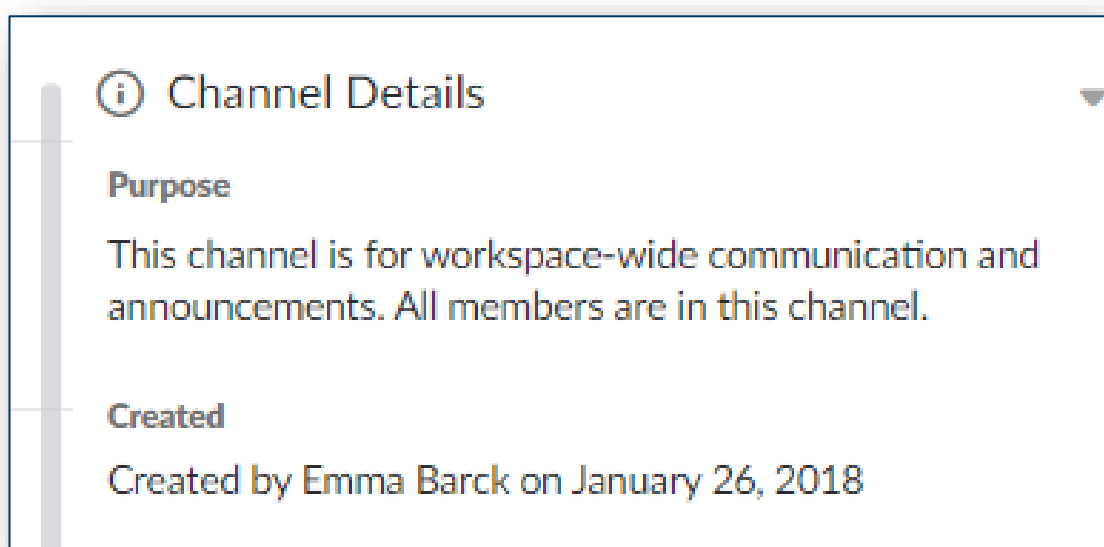 Channel Details
Purpose
This channel is for workspace-wide communication and
announcements. All members are in this channel.
Created
Created by Emma Barck on January 26, 2018